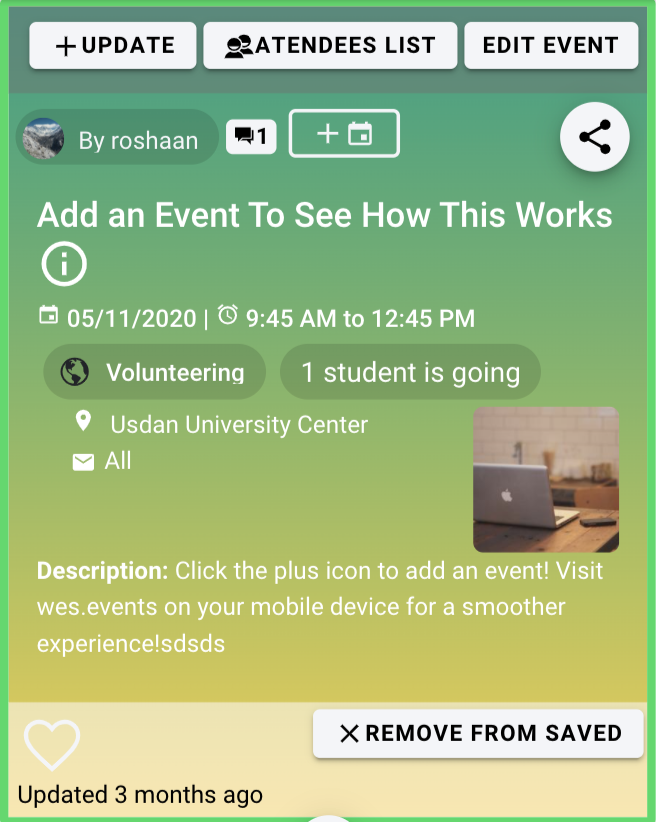 UPDATE ATENDEES LIST EDIT EVENT
By roshaan 1
Add an Event To See How This Works
05/11/2020 | 9:45 AM to 12:45 PM
Volunteering 1 student is going
Usdan University Center
All
Description: Click the plus icon to add an event! Visit
wes.events on your mobile device for a smoother
experience!sdsds
REMOVE FROM SAVED
Updated 3 months ago